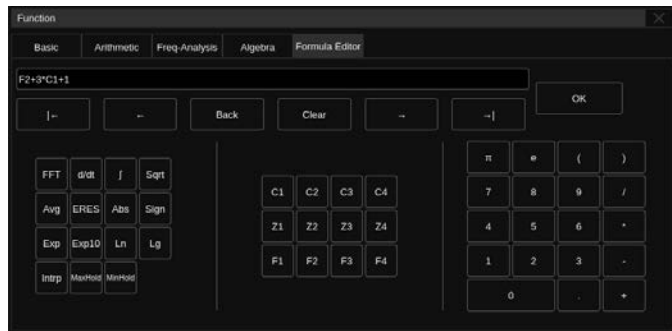 Function
Basic Arithmetic Freq-Analysis Algebra Formula Editor
F2+3*C1+1
OK
|← ← Back Clear → →|
π e ( )
FFT d/dt ∫ Sqrt
C1 C2 C3 C4
7 8 9 /
Avg ERES Abs Sign
Z1 Z2 Z3 Z4
4 5 6 *
Exp Exp10 Ln Lg
F1 F2 F3 F4
1 2 3 -
Intrp MaxHold MinHold
0 . +